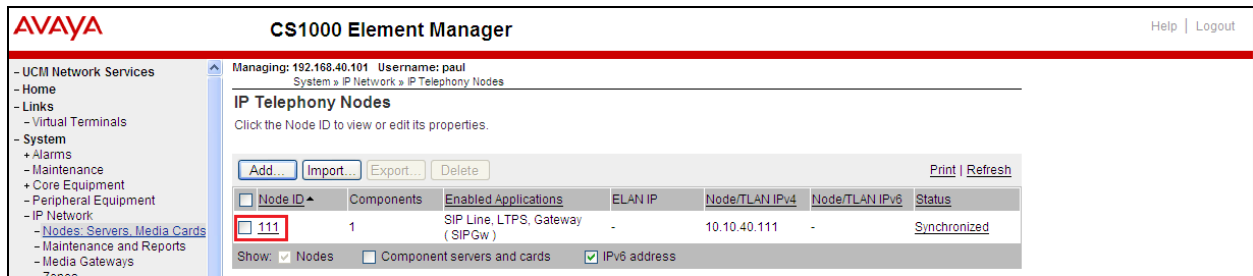 AVAYA
CS1000 Element Manager
Help | Logout
- UCM Network Services
- Home
- Links
- Virtual Terminals
- System
+ Alarms
- Maintenance
+ Core Equipment
- Peripheral Equipment
- IP Network
- Nodes: Servers, Media Cards
- Maintenance and Reports
- Media Gateways
Managing: 192.168.40.101 Username: paul
System » IP Network » IP Telephony Nodes
IP Telephony Nodes
Click the Node ID to view or edit its properties.
Add... Import... Export... Delete Print | Refresh
Node ID Components Enabled Applications ELAN IP Node/TLAN IPv4 Node/TLAN IPv6 Status
111 1 SIP Line, LTPS, Gateway - 10.10.40.111 - Synchronized
( SIPGw )
Show: Nodes Component servers and cards IPv6 address